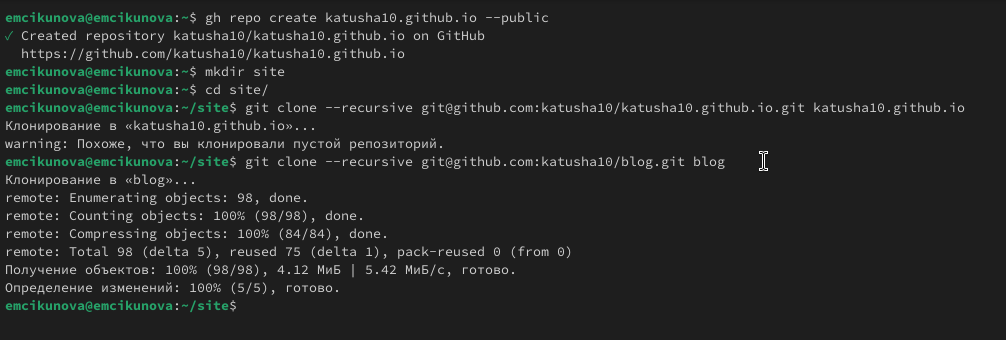 emcikunova@emcikunova:~$ gh repo create katusha10.github.io --public
✓ Created repository katusha10/katusha10.github.io on GitHub
  https://github.com/katusha10/katusha10.github.io
emcikunova@emcikunova:~$ mkdir site
emcikunova@emcikunova:~$ cd site/
emcikunova@emcikunova:~/site$ git clone --recursive git@github.com:katusha10/katusha10.github.io.git katusha10.github.io
Клонирование в «katusha10.github.io»...
warning: Похоже, что вы клонировали пустой репозиторий.
emcikunova@emcikunova:~/site$ git clone --recursive git@github.com:katusha10/blog.git blog
Клонирование в «blog»...
remote: Enumerating objects: 98, done.
remote: Counting objects: 100% (98/98), done.
remote: Compressing objects: 100% (84/84), done.
remote: Total 98 (delta 5), reused 75 (delta 1), pack-reused 0 (from 0)
Получение объектов: 100% (98/98), 4.12 МиБ | 5.42 МиБ/с, готово.
Определение изменений: 100% (5/5), готово.
emcikunova@emcikunova:~/site$